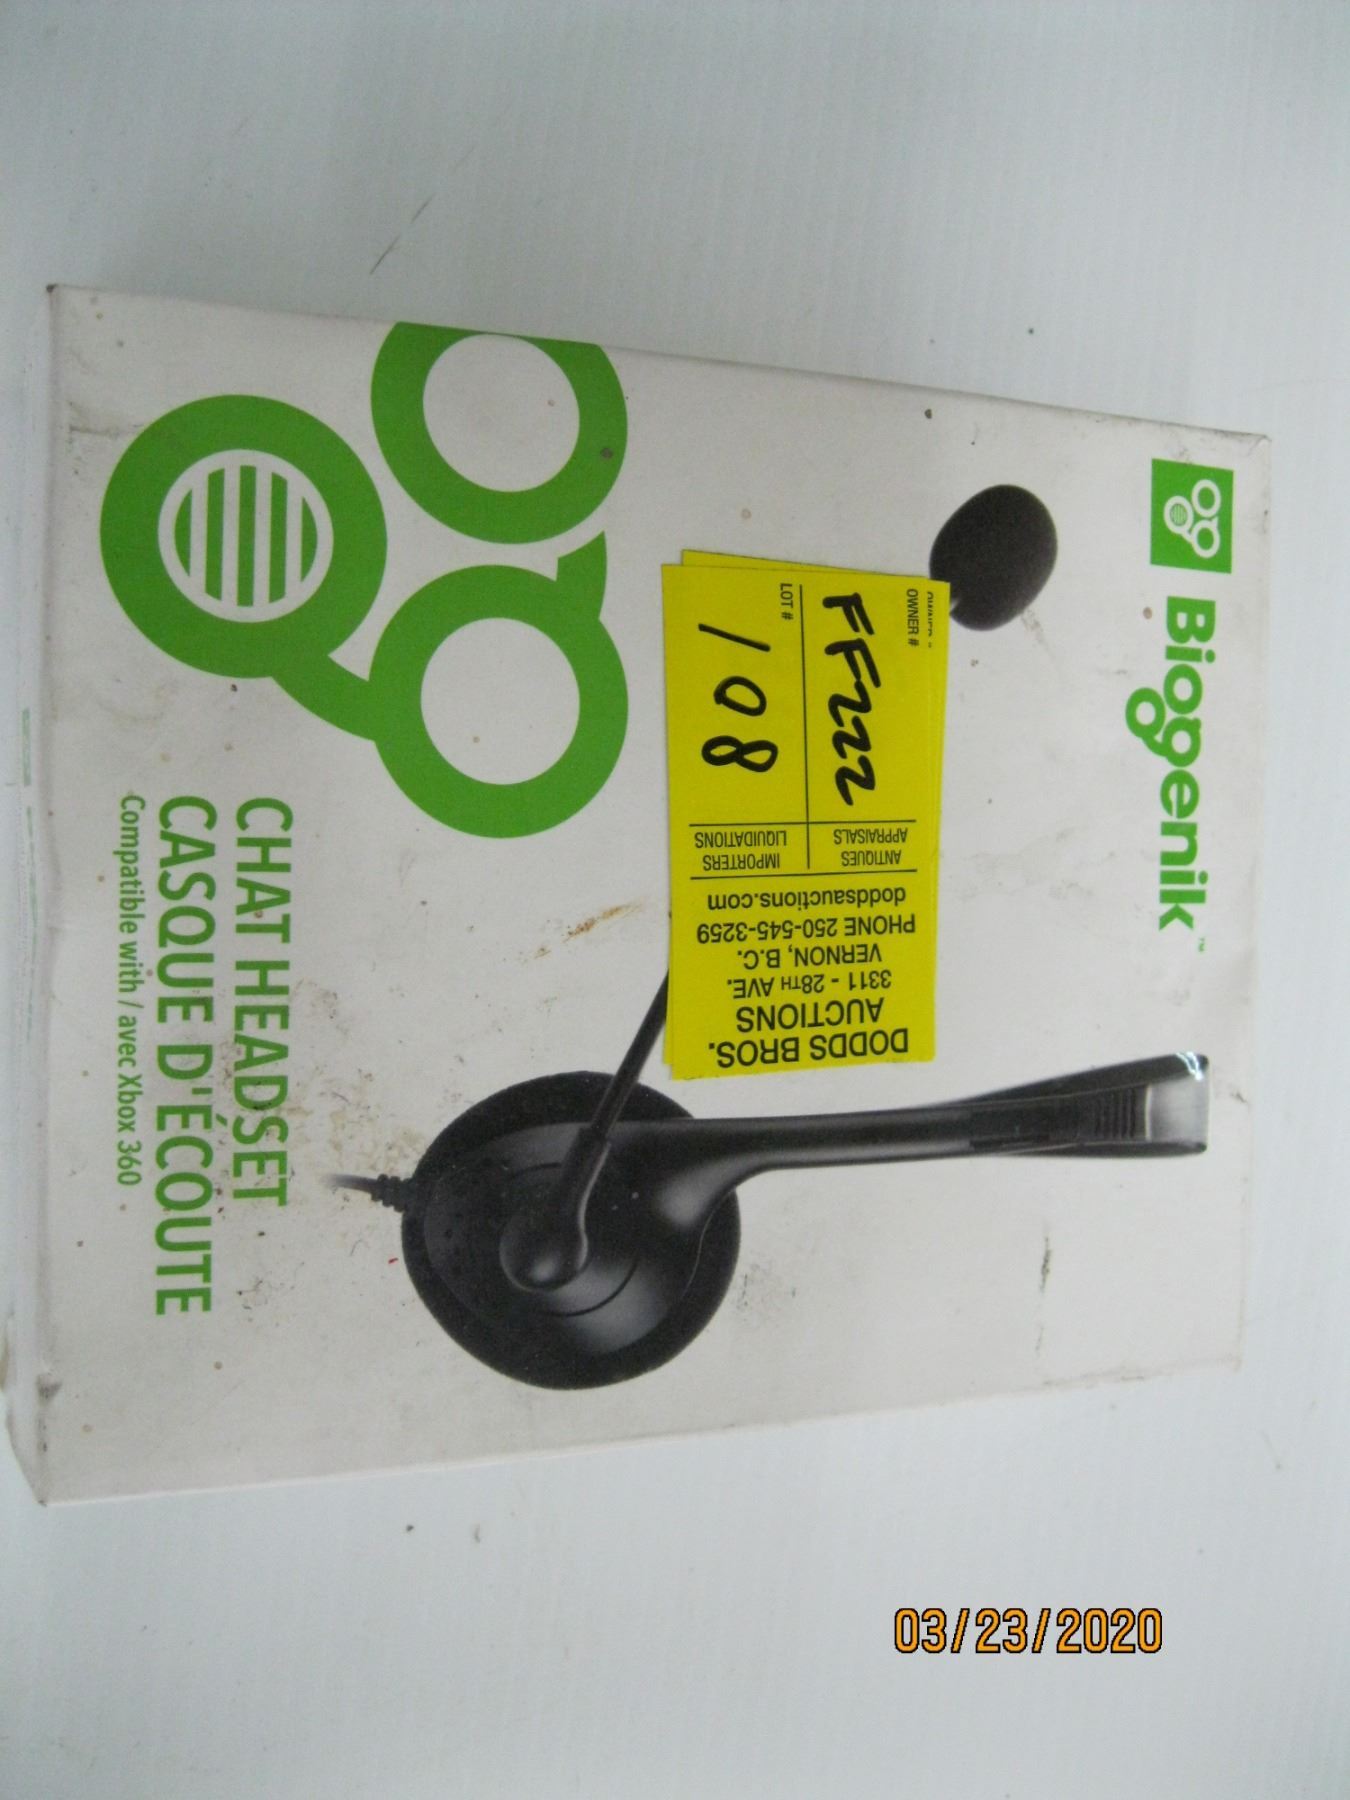 Biogenik™
OWNER #
FF222
LOT #
108
ANTIQUES
APPRAISALS
IMPORTERS
LIQUIDATIONS
DODDS BROS.
AUCTIONS
3311 - 28TH AVE.
VERNON, B.C.
PHONE 250-545-3259
doddsauctions.com
CHAT HEADSET
CASQUE D'ÉCOUTE
Compatible with / avec Xbox 360
03/23/2020